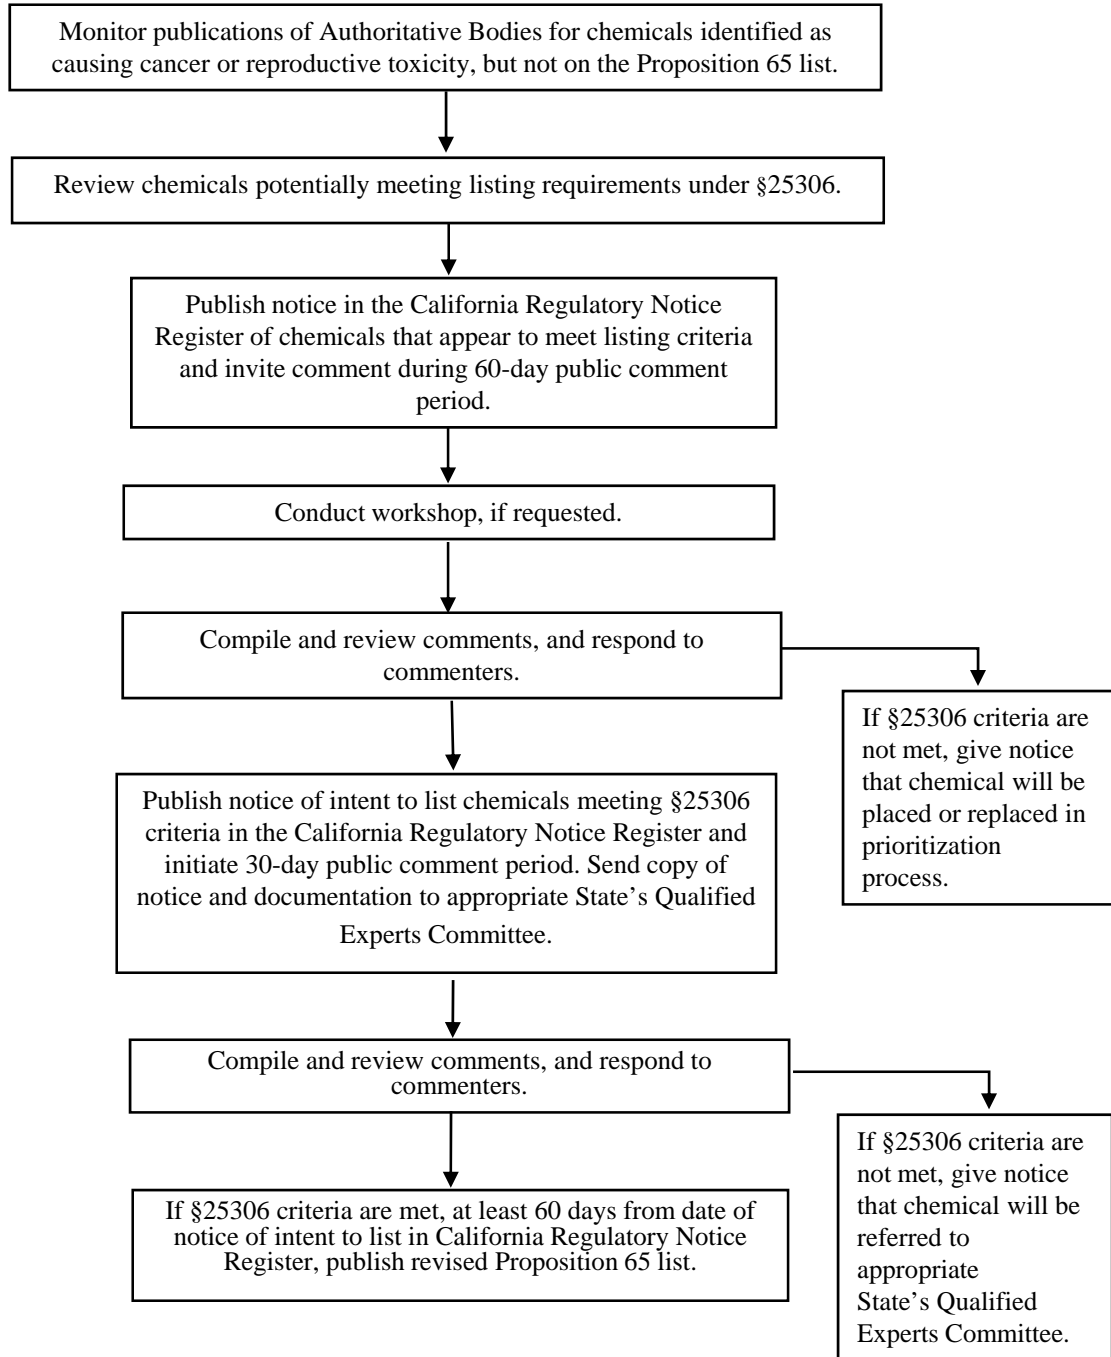 Monitor publications of Authoritative Bodies for chemicals identified as
causing cancer or reproductive toxicity, but not on the Proposition 65 list.
Review chemicals potentially meeting listing requirements under §25306.
Publish notice in the California Regulatory Notice
Register of chemicals that appear to meet listing criteria
and invite comment during 60-day public comment
period.
Conduct workshop, if requested.
Compile and review comments, and respond to
commenters.
If §25306 criteria are
not met, give notice
that chemical will be
placed or replaced in
prioritization
process.
Publish notice of intent to list chemicals meeting §25306
criteria in the California Regulatory Notice Register and
initiate 30-day public comment period. Send copy of
notice and documentation to appropriate State’s Qualified
Experts Committee.
Compile and review comments, and respond to
commenters.
If §25306 criteria are
not met, give notice
that chemical will be
referred to
appropriate
State’s Qualified
Experts Committee.
If §25306 criteria are met, at least 60 days from date of
notice of intent to list in California Regulatory Notice
Register, publish revised Proposition 65 list.